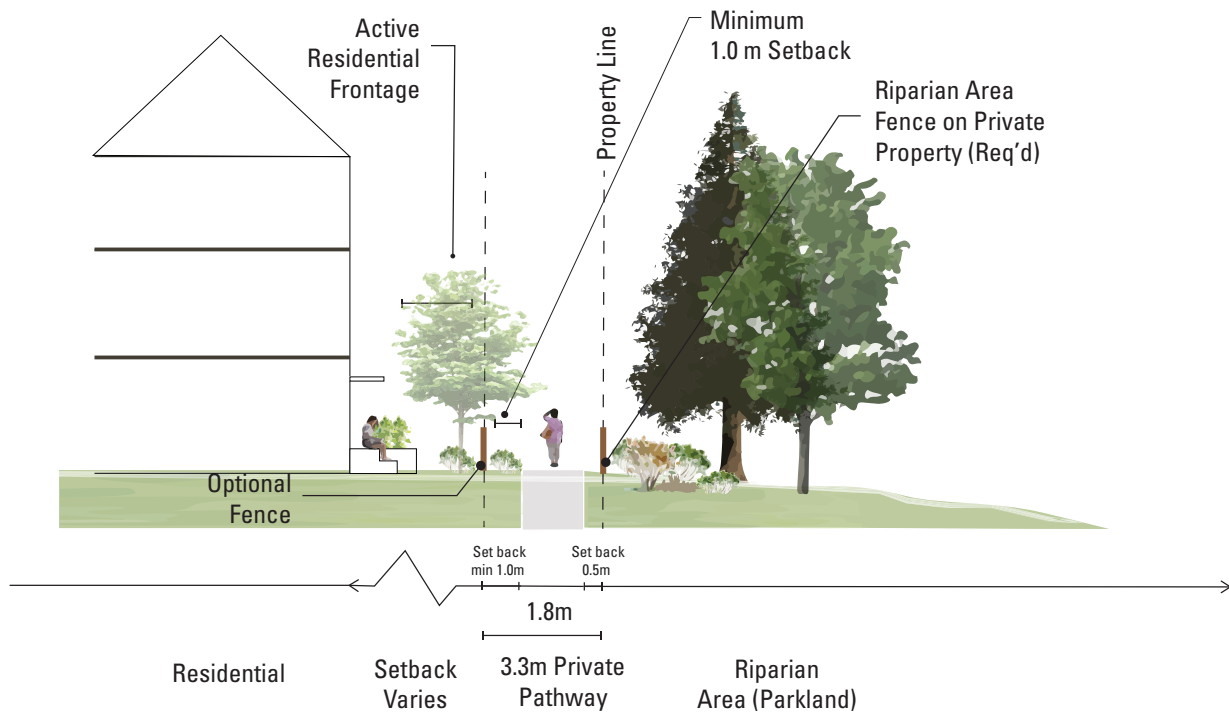 Active
Residential
Frontage
Property Line
Minimum
1.0 m Setback
Riparian Area
Fence on Private
Property (Req'd)
Optional
Fence
Set back
min 1.0m
Set back
0.5m
1.8m
Residential
Setback
Varies
3.3m Private
Pathway
Riparian
Area (Parkland)